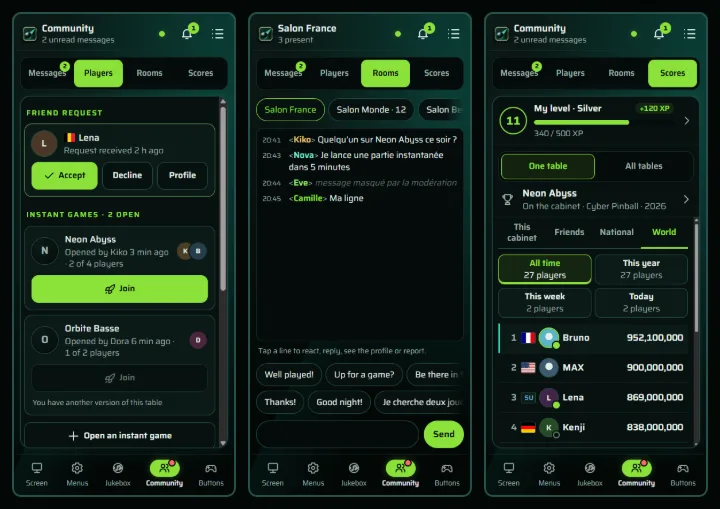 Community
2 unread messages
1
Messages
2
Players
Rooms
Scores
FRIEND REQUEST
L
Lena
Request received 2 h ago
Accept
Decline
Profile
INSTANT GAMES · 2 OPEN
N
Neon Abyss
Opened by Kiko 3 min ago
· 2 of 4 players
K
B
Join
O
Orbite Basse
Opened by Dora 6 min ago ·
1 of 2 players
D
Join
You have another version of this table
Open an instant game
Screen
Menus
Jukebox
Community
Buttons
Salon France
3 present
1
Messages
2
Players
Rooms
Scores
Salon France
Salon Monde · 12
Salon Be
20:41 <Kiko> Quelqu'un sur Neon Abyss ce soir ?
20:43 <Nova> Je lance une partie instantanée
dans 5 minutes
20:44 <Eve> message masqué par la modération
20:45 <Camille> Ma ligne
Tap a line to react, reply, see the profile or report.
Well played!
Up for a game?
Be there in
Thanks!
Good night!
Je cherche deux jou
Send
Screen
Menus
Jukebox
Community
Buttons
Community
2 unread messages
1
Messages
2
Players
Rooms
Scores
11
My level · Silver
+120 XP
340 / 500 XP
One table
All tables
Neon Abyss
On the cabinet · Cyber Pinball · 2026
This
cabinet
Friends
National
World
All time
27 players
This year
27 players
This week
2 players
Today
2 players
1 Bruno 952,100,000
2 MAX 900,000,000
3 SU L Lena 869,000,000
4 K Kenji 838,000,000
Screen
Menus
Jukebox
Community
Buttons